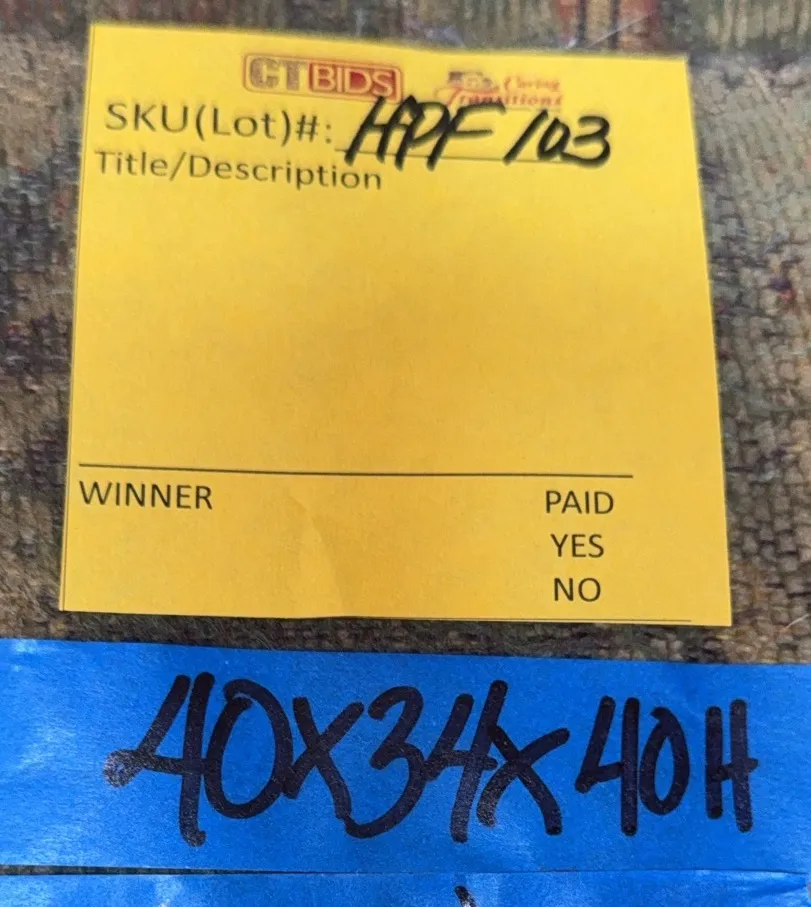 CTBIDS Caring Transitions
SKU(Lot)#: HPF 103
Title/Description
WINNER PAID
YES
NO
40X34X40H